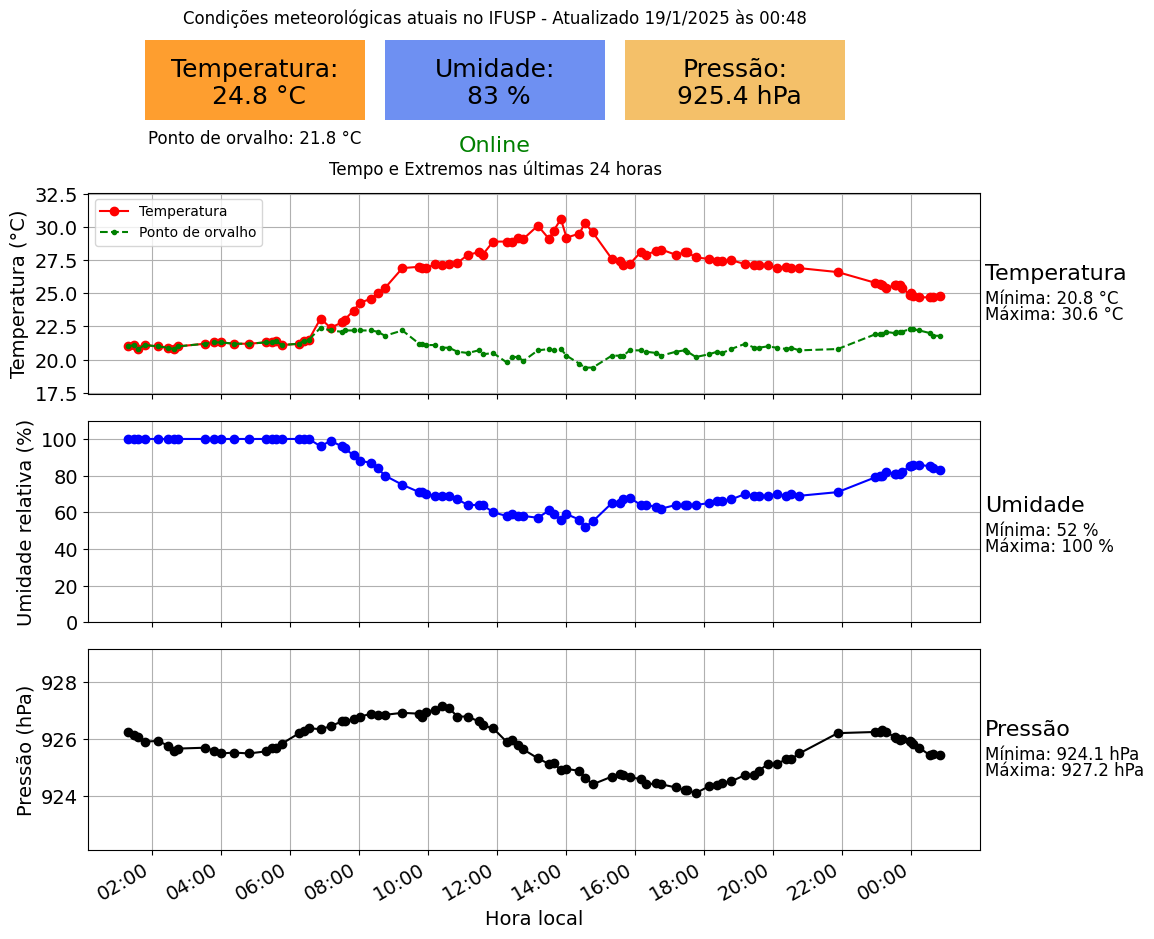 Condições meteorológicas atuais no IFUSP - Atualizado 19/1/2025 às 00:48
Temperatura:
24.8 °C
Umidade:
83 %
Pressão:
925.4 hPa
Ponto de orvalho: 21.8 °C
Online
Tempo e Extremos nas últimas 24 horas
Temperatura (°C)
32.5
30.0
27.5
25.0
22.5
20.0
17.5
Temperatura
Ponto de orvalho
Temperatura
Mínima: 20.8 °C
Máxima: 30.6 °C
Umidade relativa (%)
100
80
60
40
20
0
Umidade
Mínima: 52 %
Máxima: 100 %
Pressão (hPa)
928
926
924
Pressão
Mínima: 924.1 hPa
Máxima: 927.2 hPa
02:00 04:00 06:00 08:00 10:00 12:00 14:00 16:00 18:00 20:00 22:00 00:00
Hora local